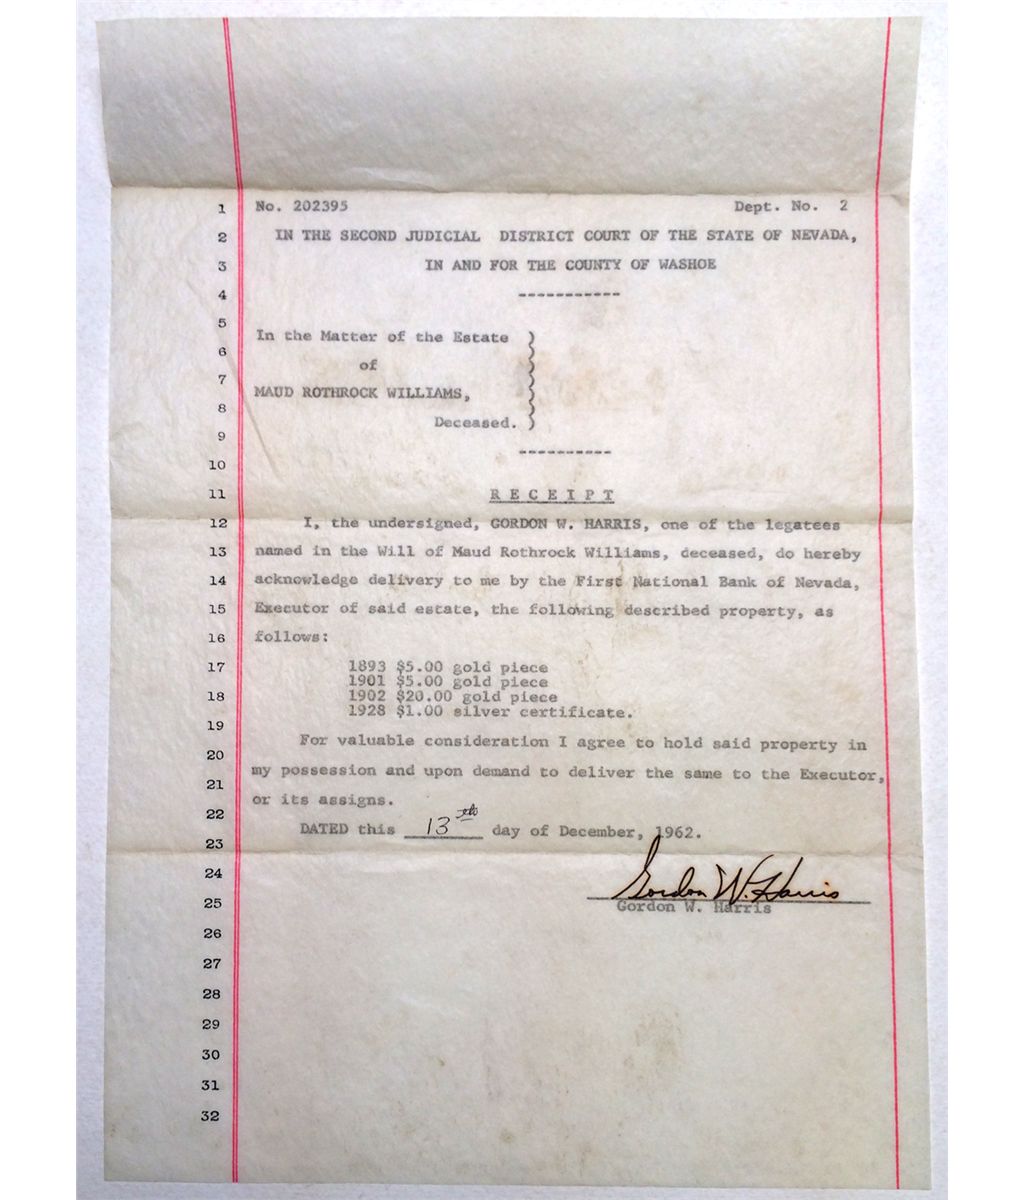 1 No. 202395 Dept. No. 2
2 IN THE SECOND JUDICIAL DISTRICT COURT OF THE STATE OF NEVADA,
3 IN AND FOR THE COUNTY OF WASHOE
4 -----------
5
In the Matter of the Estate )
6
of
7
MAUD ROTHROCK WILLIAMS,
8
Deceased. )
9
----------
10
11 R E C E I P T
12 I, the undersigned, GORDON W. HARRIS, one of the legatees
13 named in the Will of Maud Rothrock Williams, deceased, do hereby
14 acknowledge delivery to me by the First National Bank of Nevada,
15 Executor of said estate, the following described property, as
16 follows:
17 1893 $5.00 gold piece
1901 $5.00 gold piece
18 1902 $20.00 gold piece
1928 $1.00 silver certificate.
19
For valuable consideration I agree to hold said property in
20
my possession and upon demand to deliver the same to the Executor,
21
or its assigns.
22
DATED this 13th day of December, 1962.
23
24 Gordon W. Harris
25 Gordon W. Harris
26
27
28
29
30
31
32